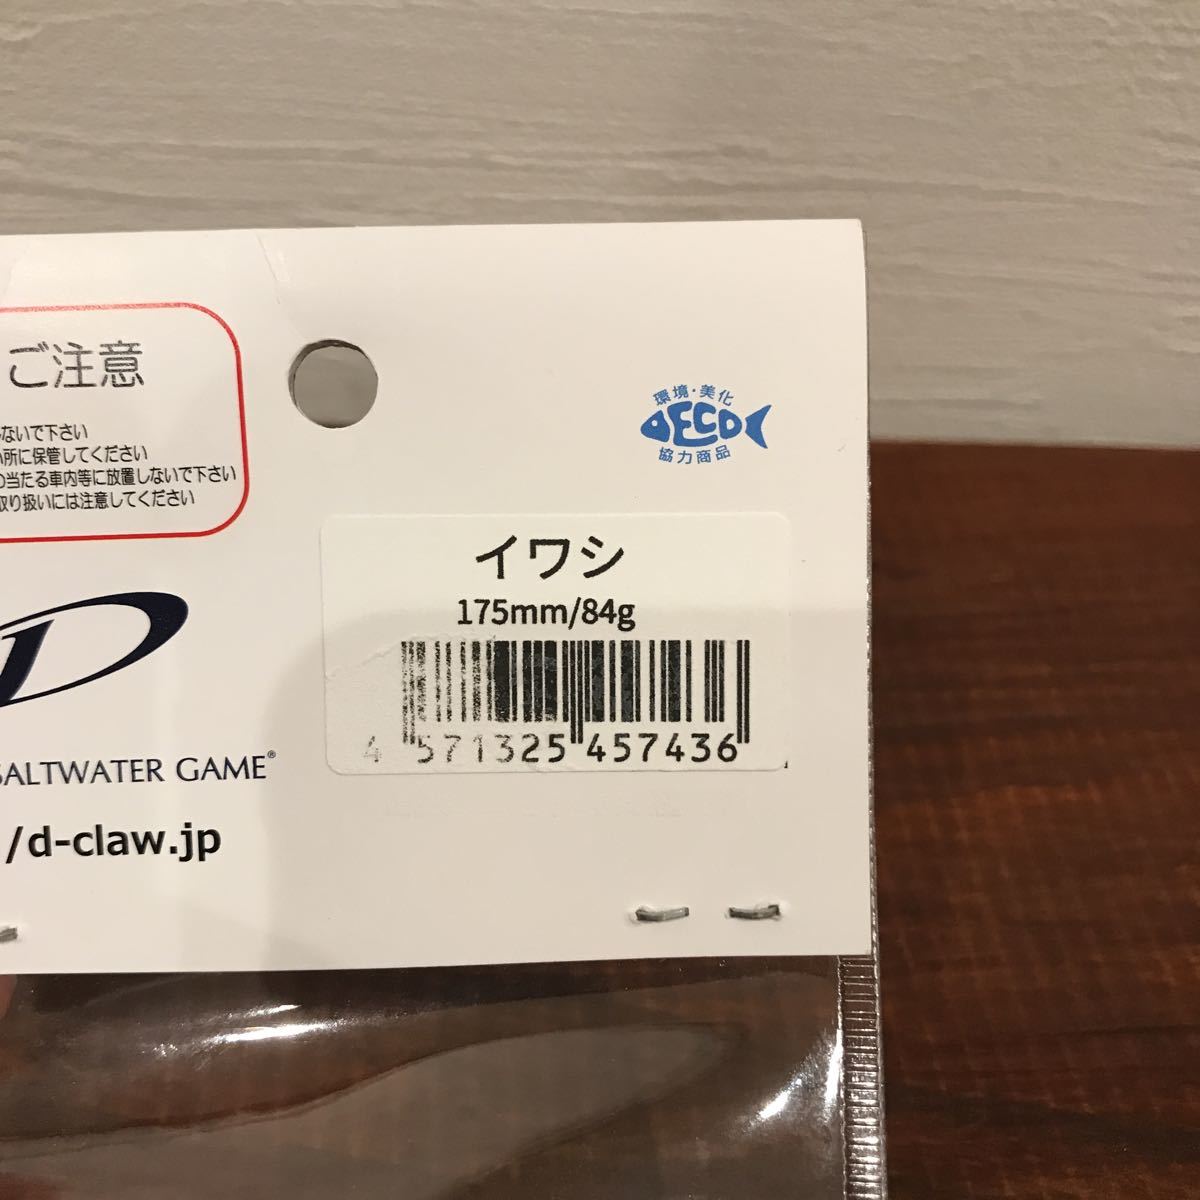 ご注意
ないで下さい
所に保管してください
の当たる車内等に放置しないで下さい
取り扱いには注意してください
環境・美化
ECO
協力商品
イワシ
175mm/84g
4 571325 457436
D
SALTWATER GAME®
/d-claw.jp